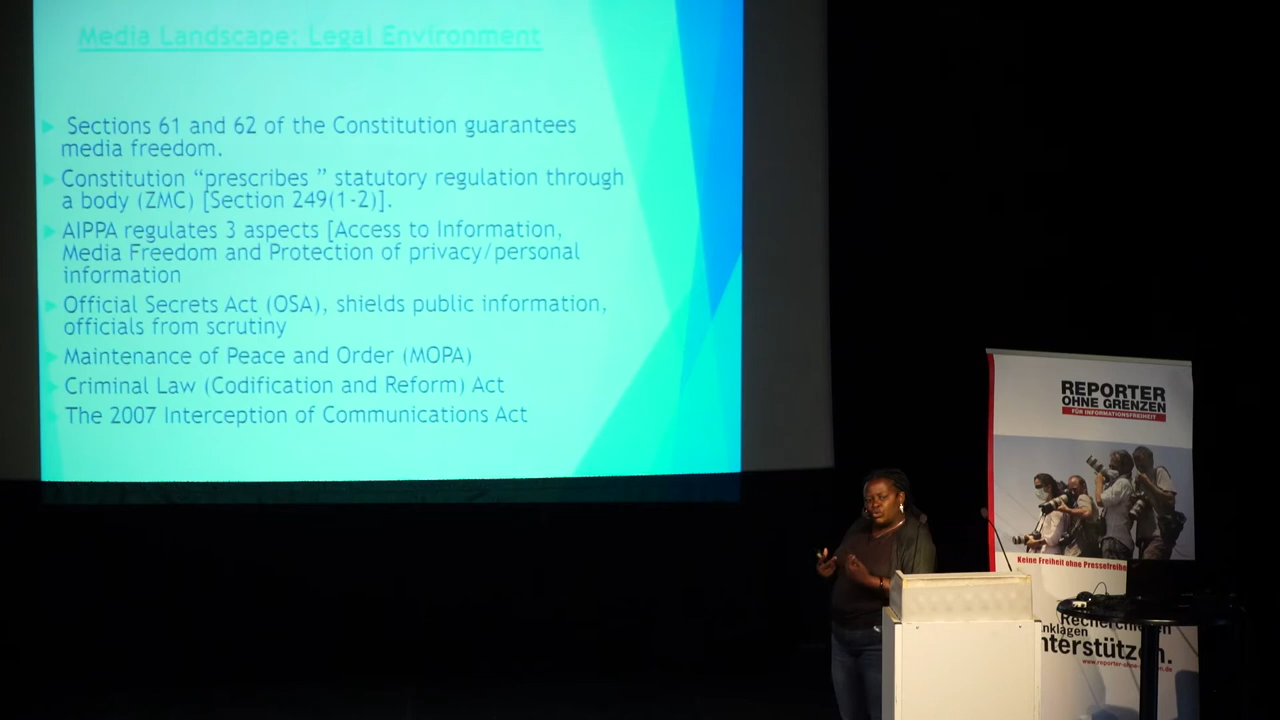 Media Landscape: Legal Environment
Sections 61 and 62 of the Constitution guarantees
media freedom.
Constitution “prescribes ” statutory regulation through
a body (ZMC) [Section 249(1-2)].
AIPPA regulates 3 aspects [Access to Information,
Media Freedom and Protection of privacy/personal
information
Official Secrets Act (OSA), shields public information,
officials from scrutiny
Maintenance of Peace and Order (MOPA)
Criminal Law (Codification and Reform) Act
The 2007 Interception of Communications Act
REPORTER
OHNE GRENZEN
FÜR INFORMATIONSFREIHEIT
Keine Freiheit ohne Pressefreihe